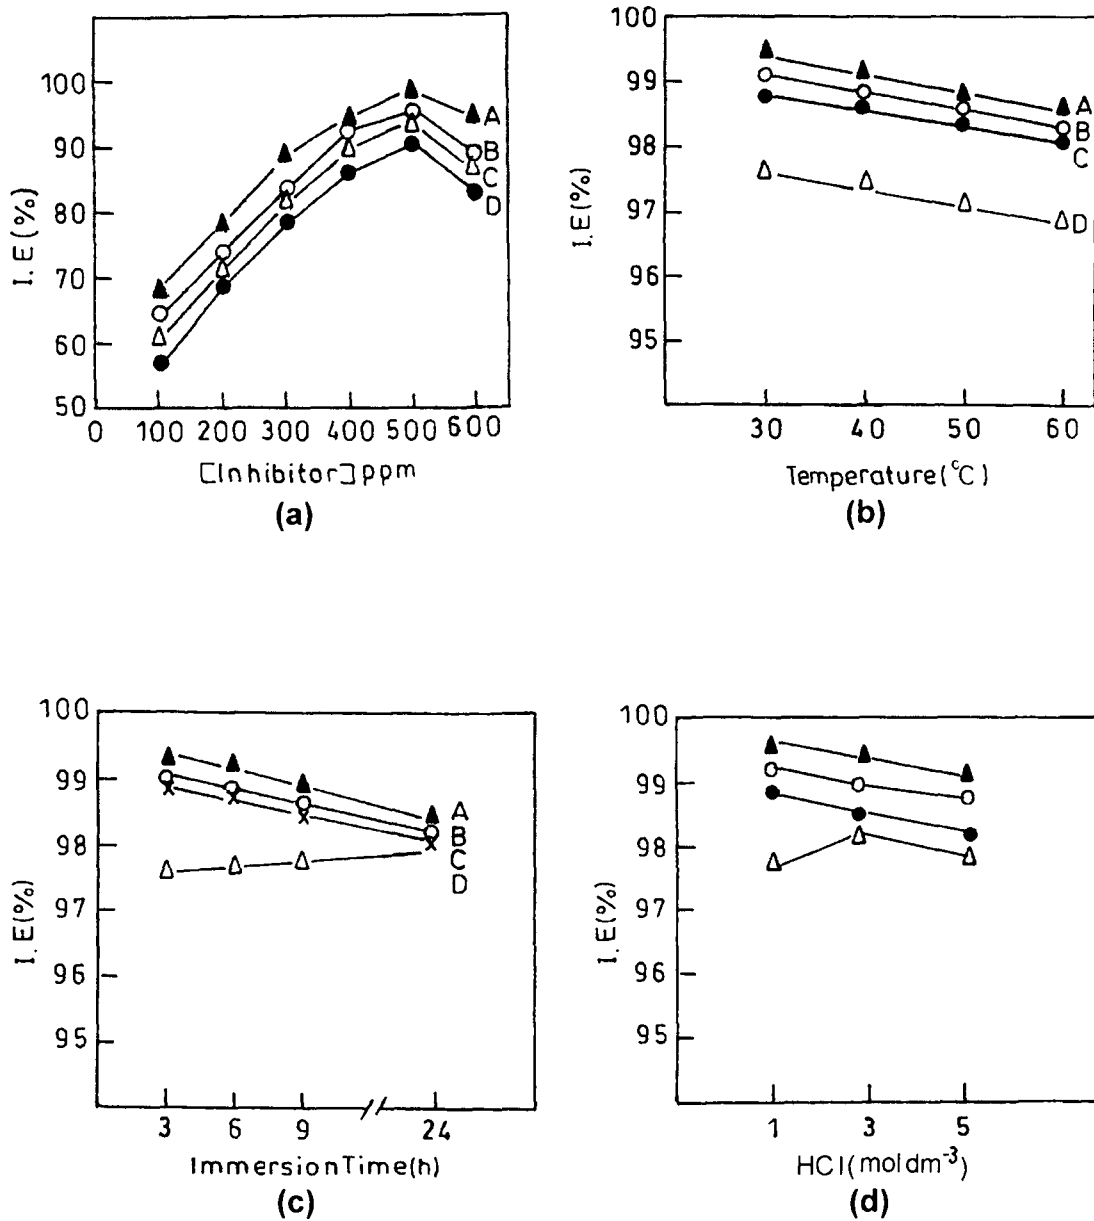 100
90
80
70
60
50
I.E(%)
A
B
C
D
0 100 200 300 400 500 600
[Inhibitor]ppm
(a)
100
99
98
97
96
95
I.E(%)
A
B
C
D
30 40 50 60
Temperature(°C)
(b)
100
99
98
97
96
95
I.E(%)
A
B
C
D
3 6 9 24
Immersion Time(h)
(c)
100
99
98
97
96
95
I.E(%)
1 3 5
HCl(mol dm⁻³)
(d)